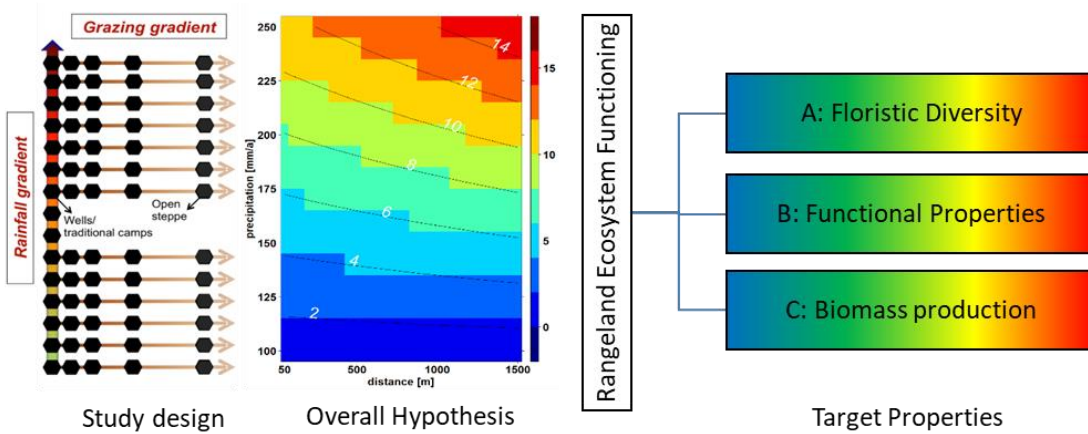 Grazing gradient
Rainfall gradient
Wells/
traditional camps
Open
steppe
Study design
250
225
200
175
150
125
100
precipitation [mm/a]
14
12
10
8
6
4
2
50
500
1000
1500
distance [m]
15
10
5
0
Overall Hypothesis
Rangeland Ecosystem Functioning
A: Floristic Diversity
B: Functional Properties
C: Biomass production
Target Properties